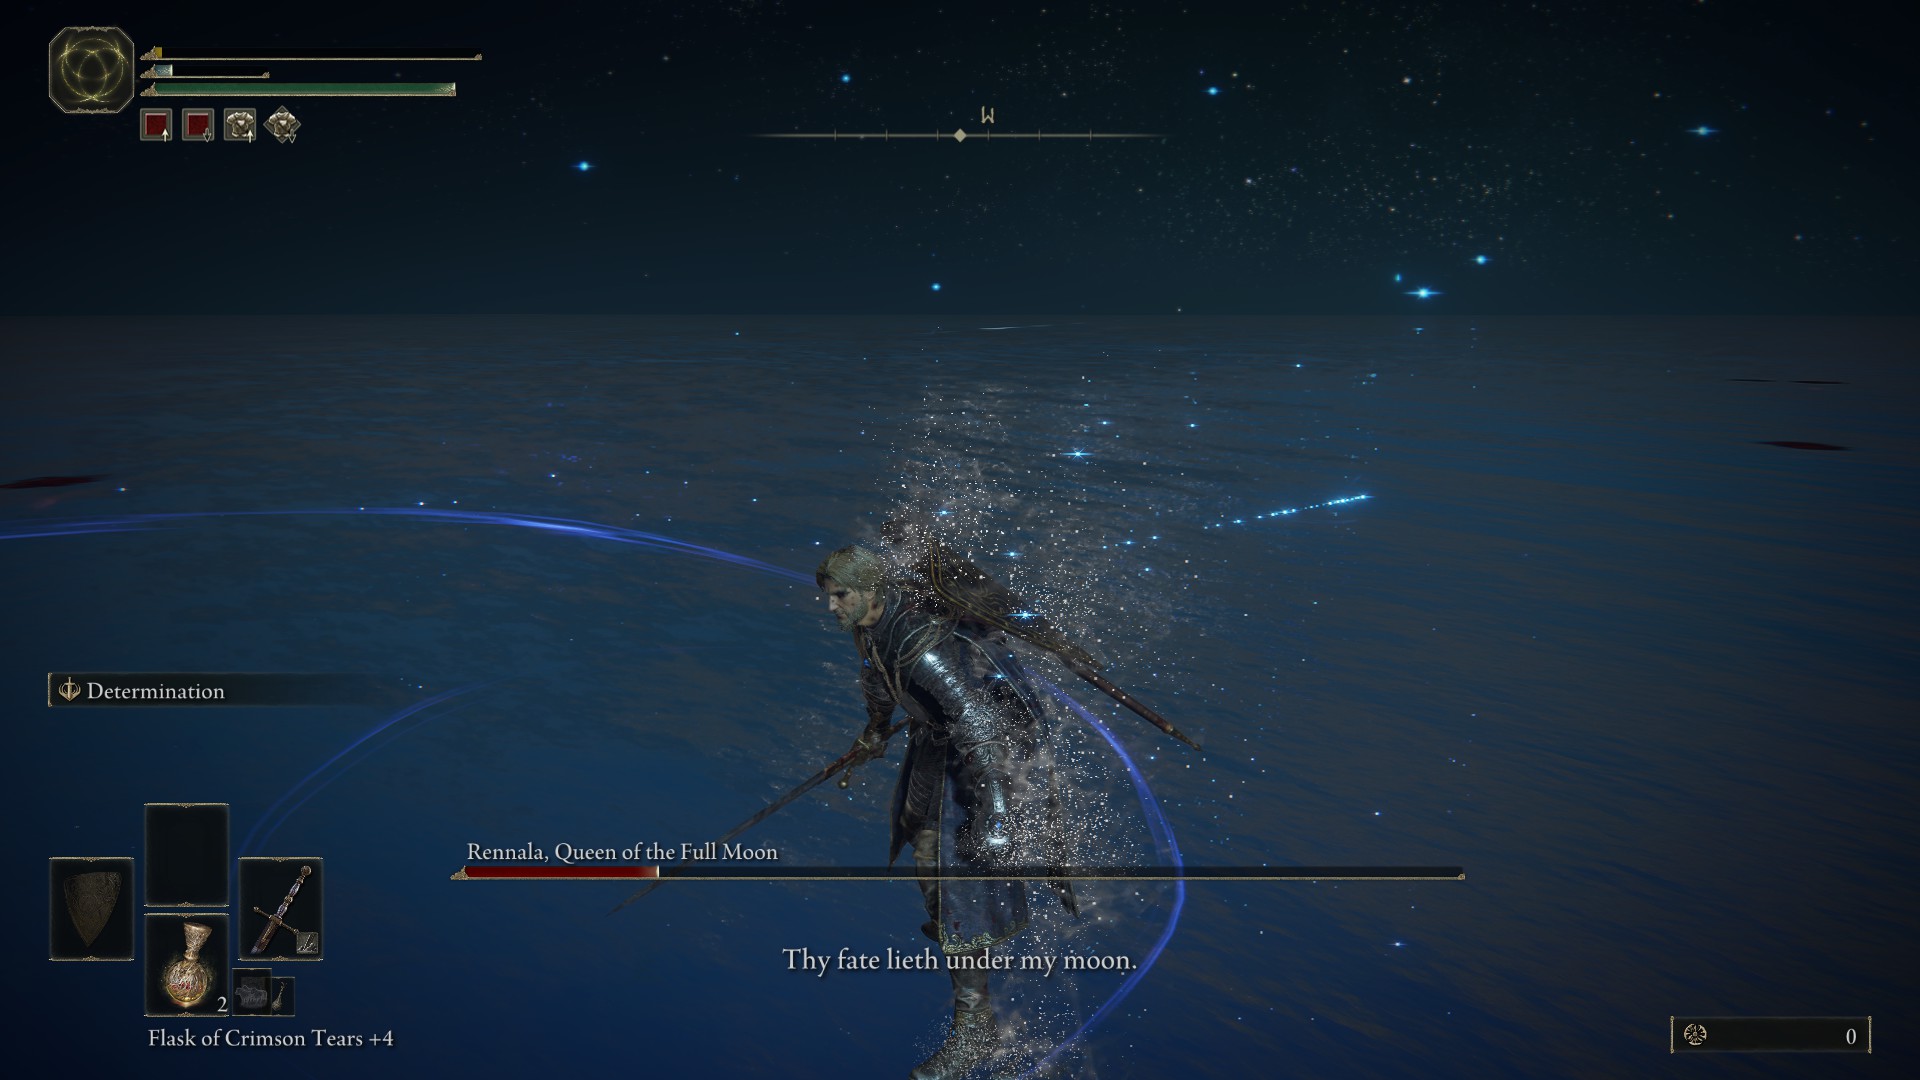 W
Determination
Rennala, Queen of the Full Moon
Thy fate lieth under my moon.
2
Flask of Crimson Tears +4
0